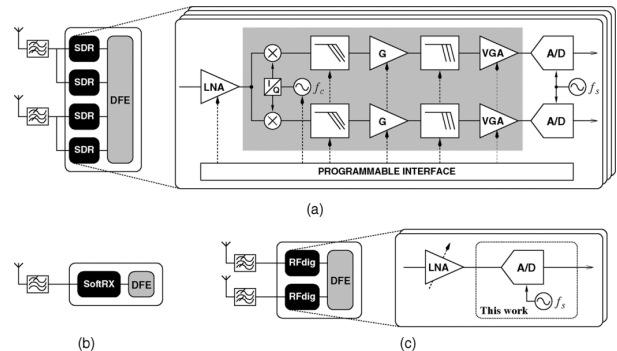 SDR
SDR
SDR
SDR
DFE
LNA
I
Q
f_c
G
VGA
A/D
f_s
G
VGA
A/D
PROGRAMMABLE INTERFACE
(a)
SoftRX
DFE
(b)
RFdig
RFdig
DFE
LNA
A/D
f_s
This work
(c)